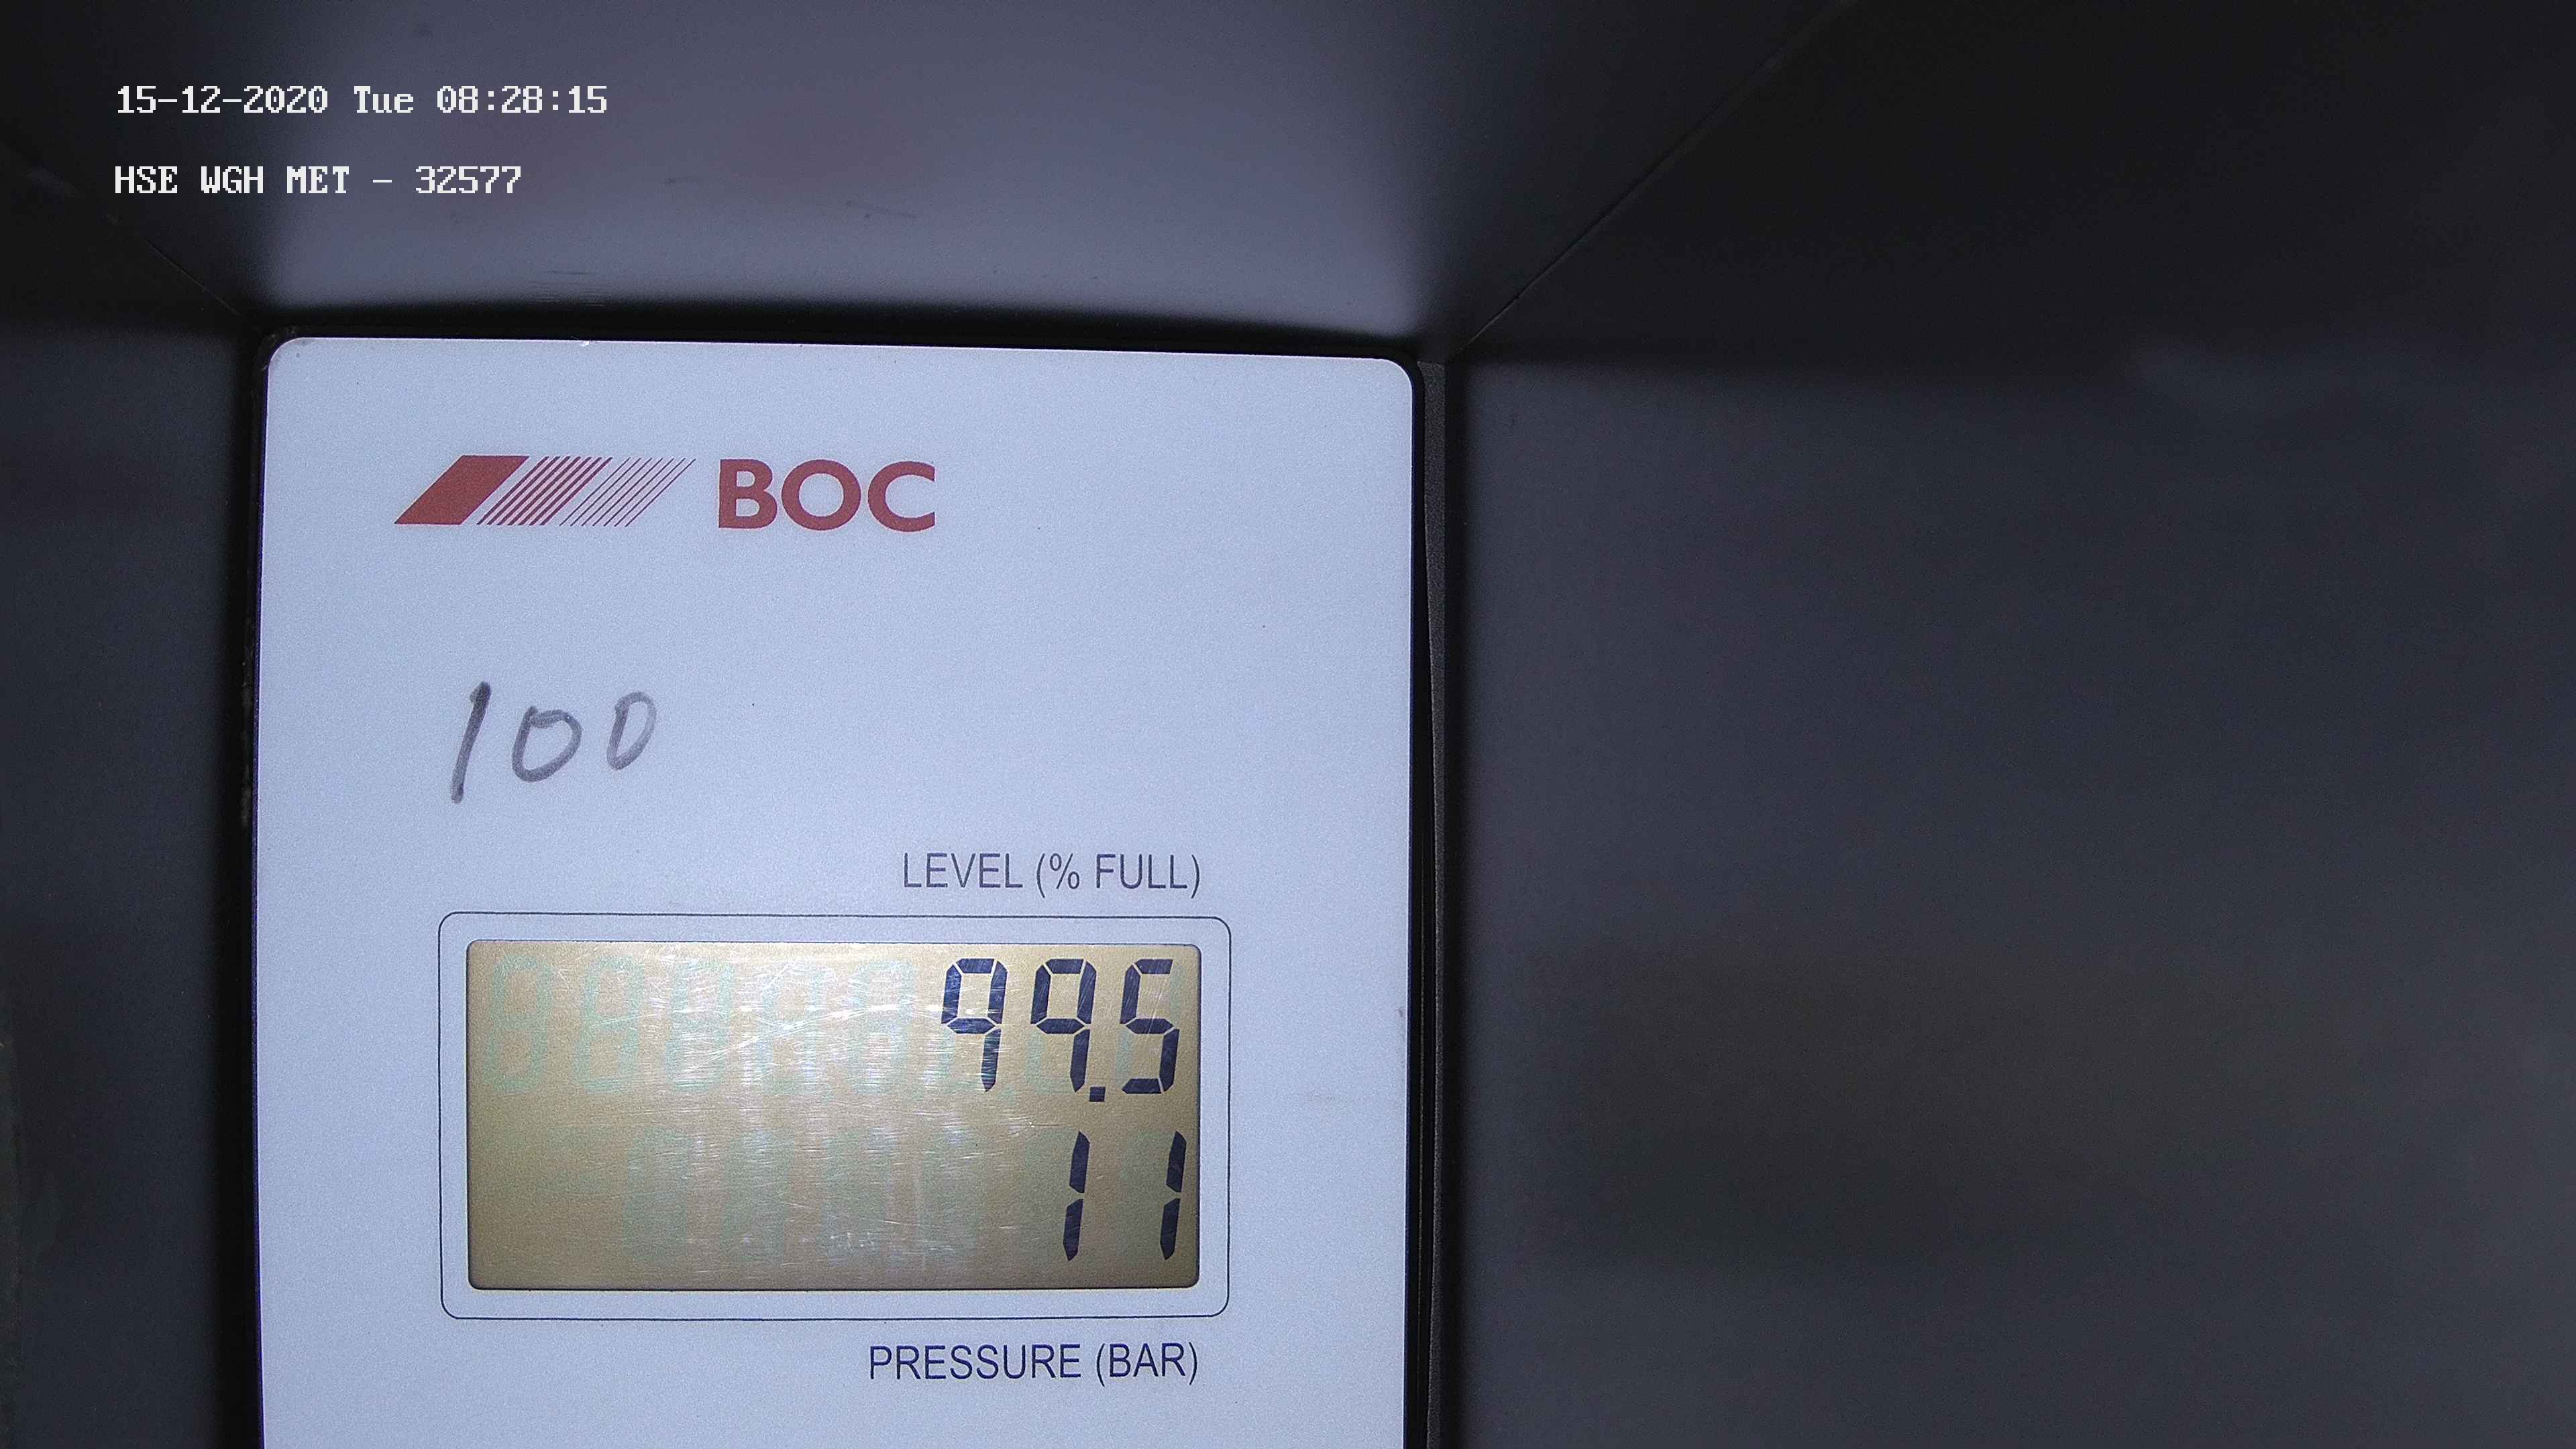 15-12-2020 Tue 08:28:15
HSE WGH MET - 32577
BOC
100
LEVEL (% FULL)
99.5
11
PRESSURE (BAR)